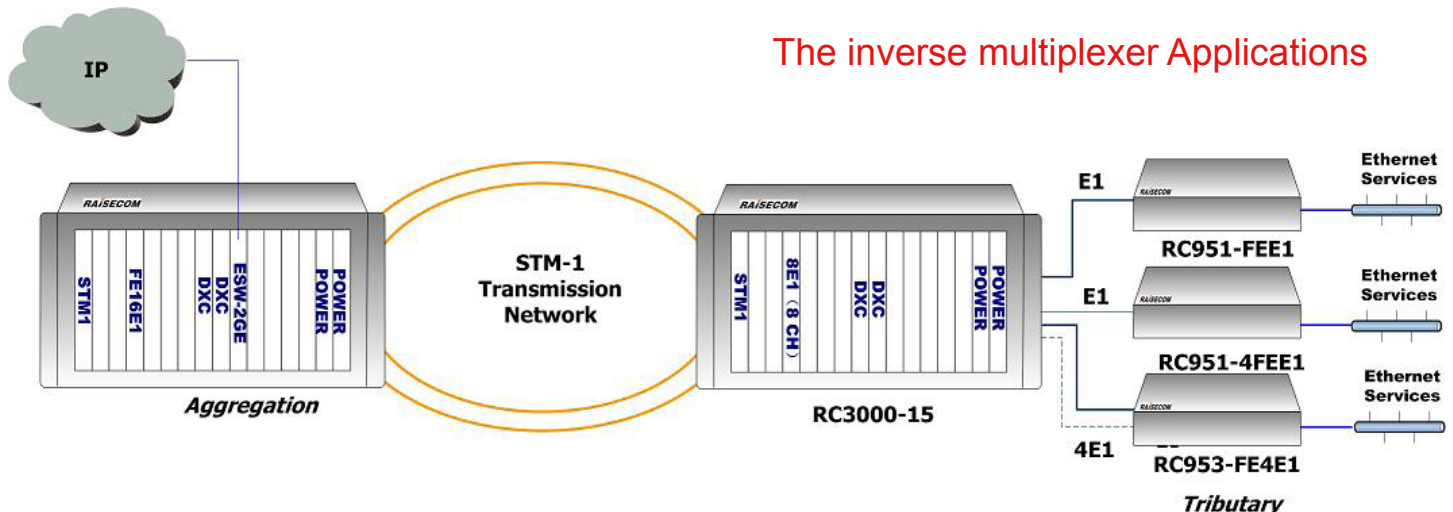 The inverse multiplexer Applications
IP
RAISECOM
STM1
FE16E1
DXC
DXC
ESW-2GE
POWER
POWER
Aggregation
STM-1
Transmission
Network
RAISECOM
STM1
8E1 (8 CH)
DXC
DXC
POWER
POWER
RC3000-15
E1
RAISECOM
RC951-FEE1
Ethernet
Services
E1
RAISECOM
RC951-4FEE1
Ethernet
Services
4E1
RAISECOM
RC953-FE4E1
Ethernet
Services
Tributary